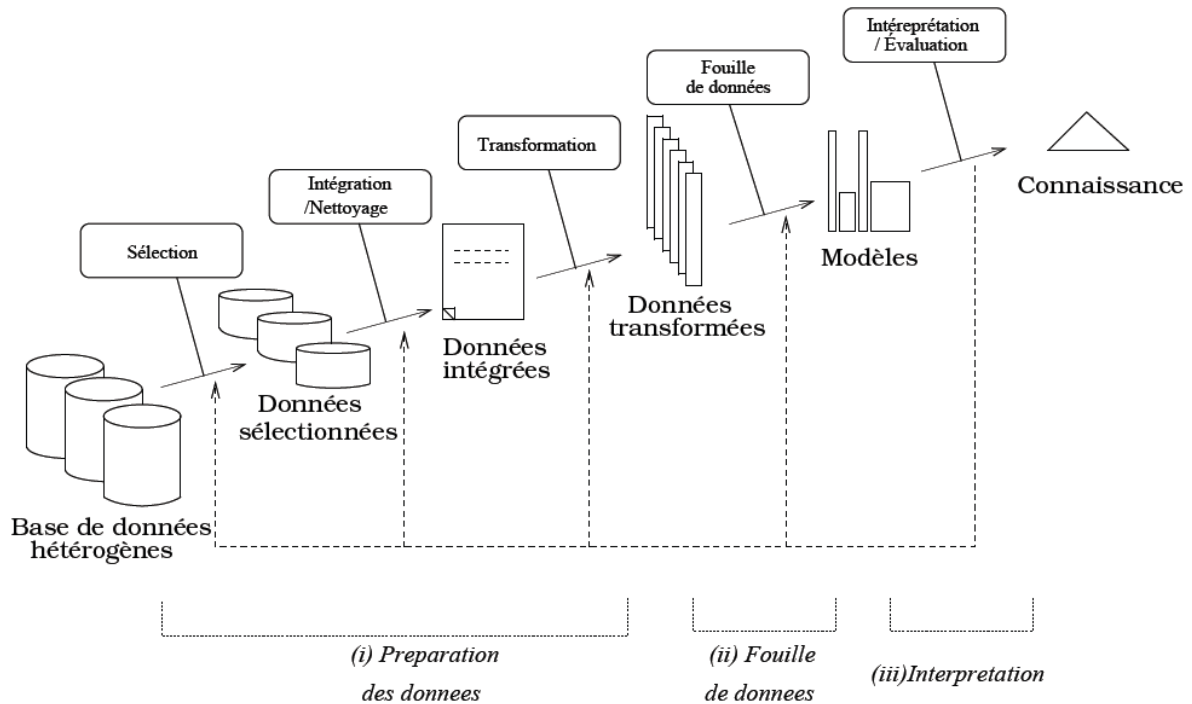 Intéreprétation
/ Évaluation
Fouille
de données
Transformation
Intégration
/Nettoyage
Sélection
Connaissance
Modèles
Données
transformées
Données
intégrées
Données
sélectionnées
Base de données
hétérogènes
(i) Preparation
des donnees
(ii) Fouille
de donnees
(iii)Interpretation